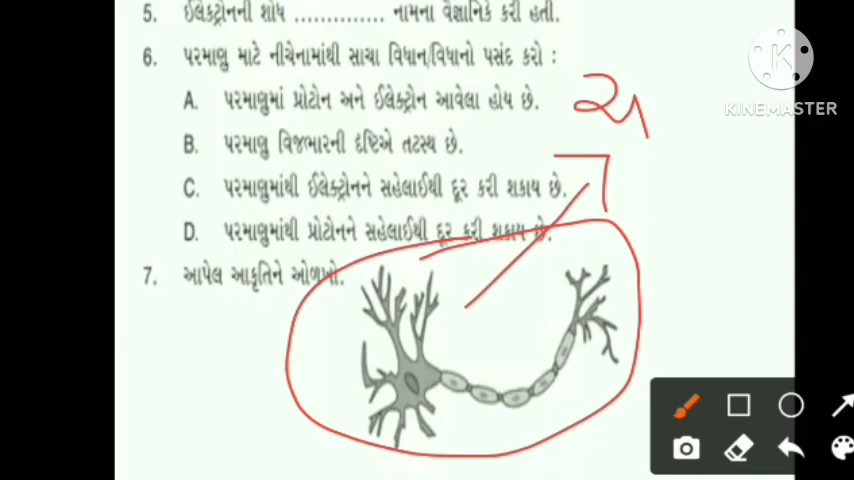 5. ઈલેક્ટ્રોનની શોધ ............... નામના વૈજ્ઞાનિકે કરી હતી.
6. પરમાણુ માટે નીચેનામાંથી સાચા વિધાન/વિધાનો પસંદ કરો :
A. પરમાણુમાં પ્રોટોન અને ઈલેક્ટ્રોન આવેલા હોય છે.
B. પરમાણુ વિજભારની દૃષ્ટિએ તટસ્થ છે.
C. પરમાણુમાંથી ઈલેક્ટ્રોનને સહેલાઈથી દૂર કરી શકાય છે.
D. પરમાણુમાંથી પ્રોટોનને સહેલાઈથી દૂર કરી શકાય છે.
7. આપેલ આકૃતિને ઓળખો.
KINEMASTER